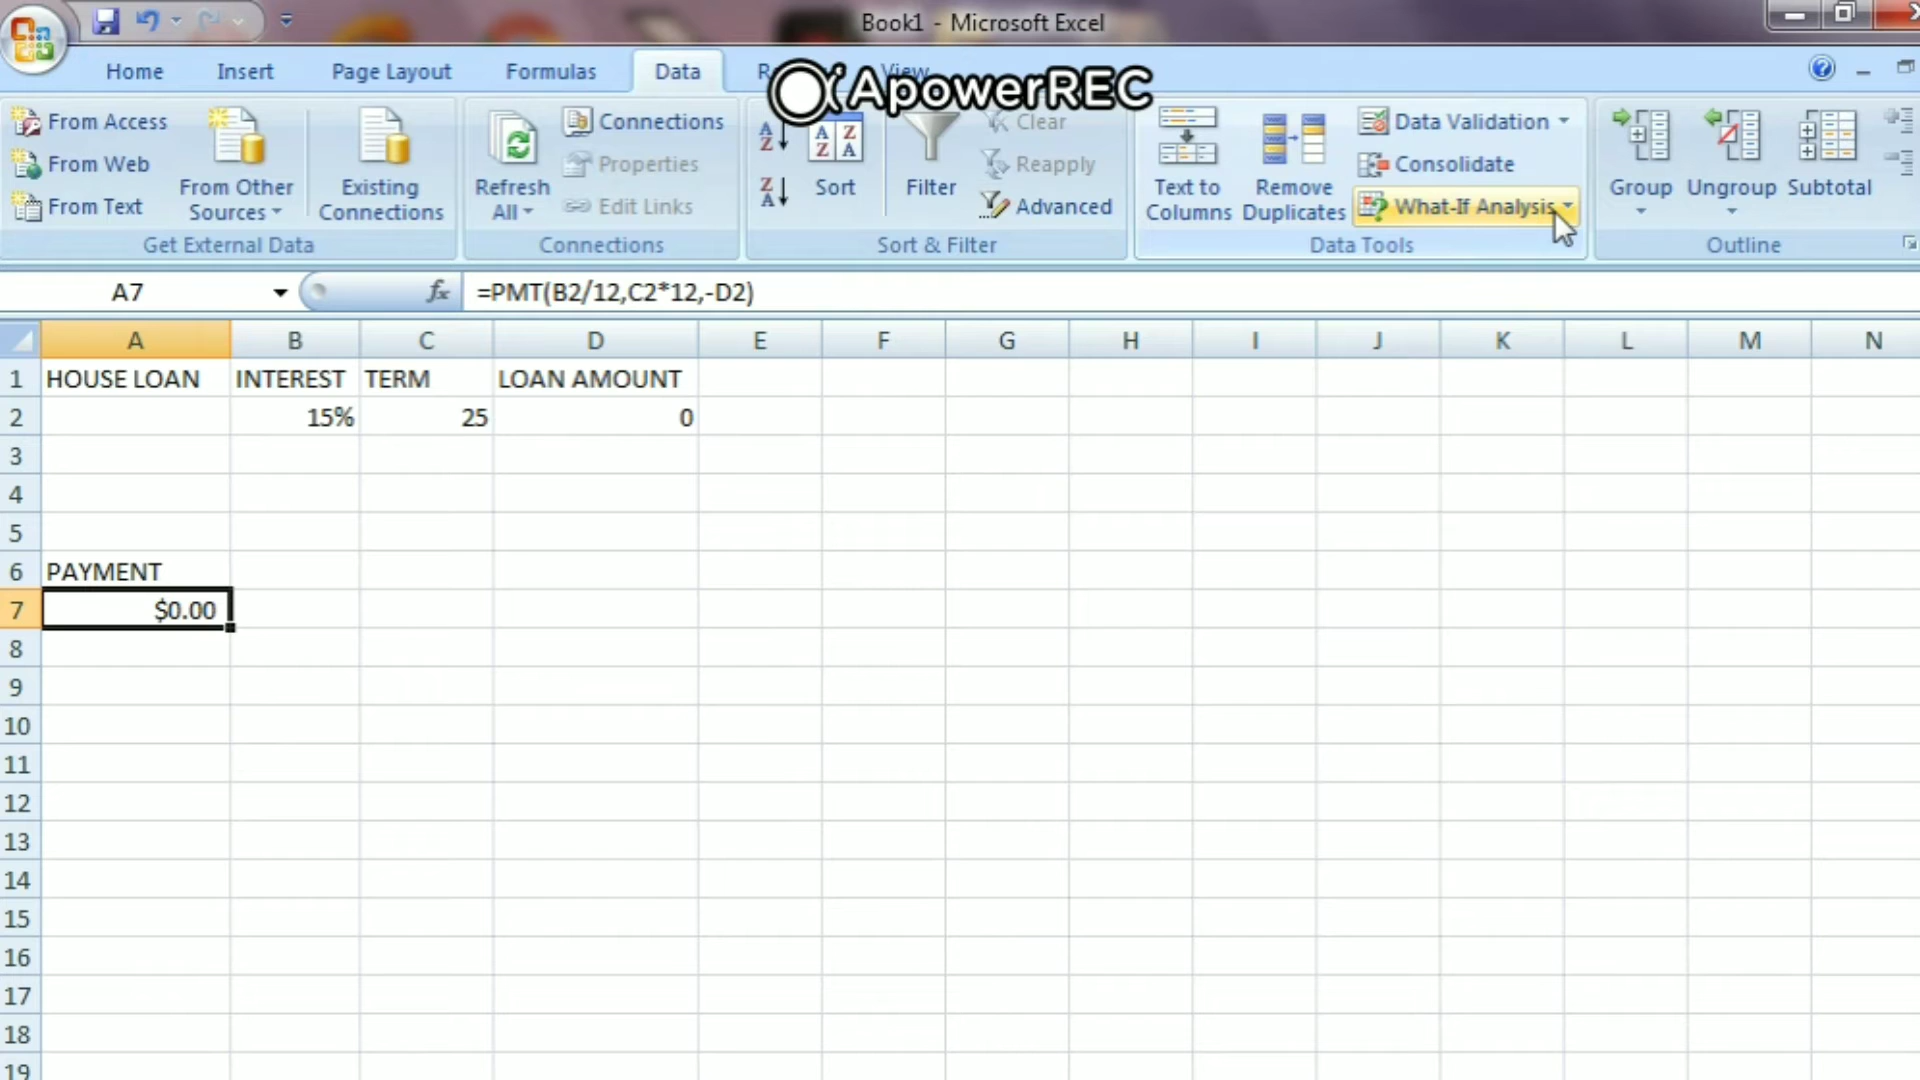 Book1 - Microsoft Excel
Home Insert Page Layout Formulas Data View
ApowerREC
From Access
From Web
From Text
From Other Sources
Existing Connections
Get External Data
Refresh All
Connections
Properties
Edit Links
Connections
A Z
Z A
A Z
Z A
Sort
Filter
Clear
Reapply
Advanced
Sort & Filter
Text to Columns
Remove Duplicates
Data Validation
Consolidate
What-If Analysis
Data Tools
Group
Ungroup
Subtotal
Outline
A7 fx =PMT(B2/12,C2*12,-D2)
A B C D E F G H I J K L M N
1 HOUSE LOAN INTEREST TERM LOAN AMOUNT
2 15% 25 0
3
4
5
6 PAYMENT
7 $0.00
8
9
10
11
12
13
14
15
16
17
18
19